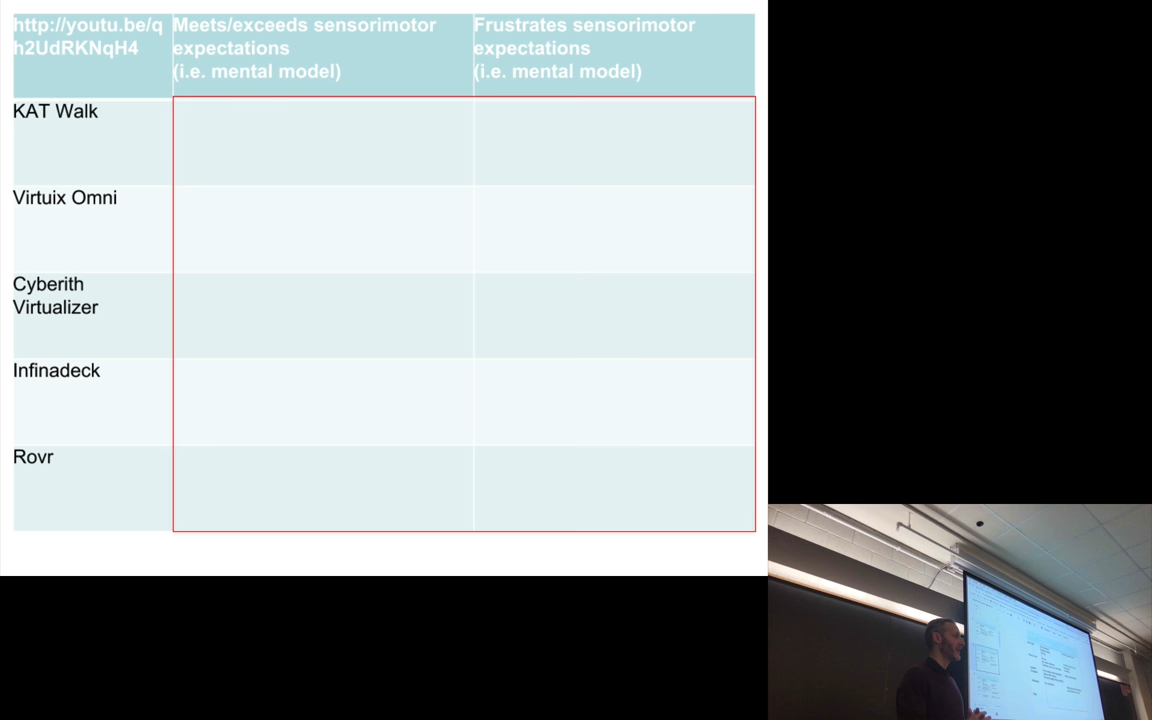 http://youtu.be/q
h2UdRKNqH4
Meets/exceeds sensorimotor
expectations
(i.e. mental model)
Frustrates sensorimotor
expectations
(i.e. mental model)
KAT Walk
Virtuix Omni
Cyberith
Virtualizer
Infinadeck
Rovr